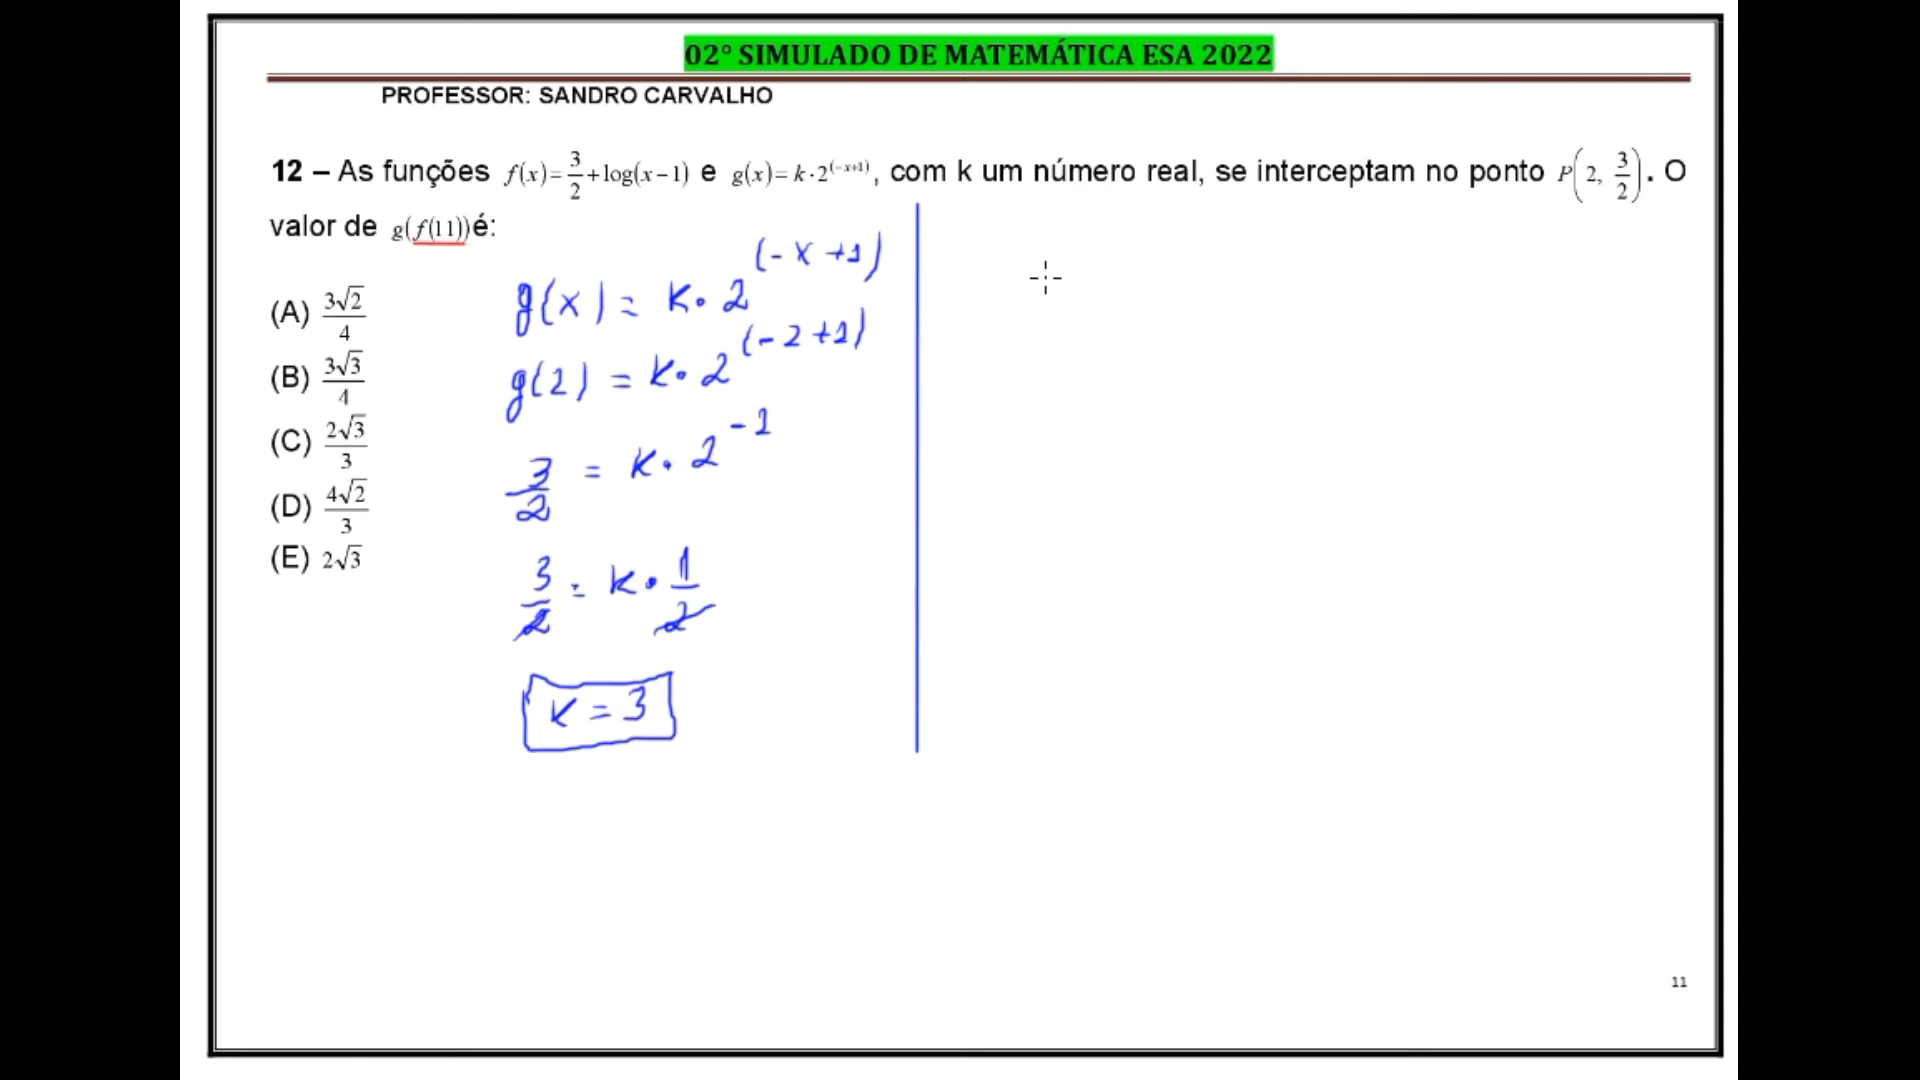 02° SIMULADO DE MATEMÁTICA ESA 2022
PROFESSOR: SANDRO CARVALHO
12 – As funções f(x)=3/2+log(x−1) e g(x)=k·2^(−x+1), com k um número real, se interceptam no ponto P(2, 3/2). O
valor de g(f(11)) é:
(A) 3√2/4
(B) 3√3/4
(C) 2√3/3
(D) 4√2/3
(E) 2√3
g(x) = K·2^(-x+1)
g(2) = K·2^(-2+1)
3/2 = K·2^-1
3/2 = K·1/2
K = 3
11